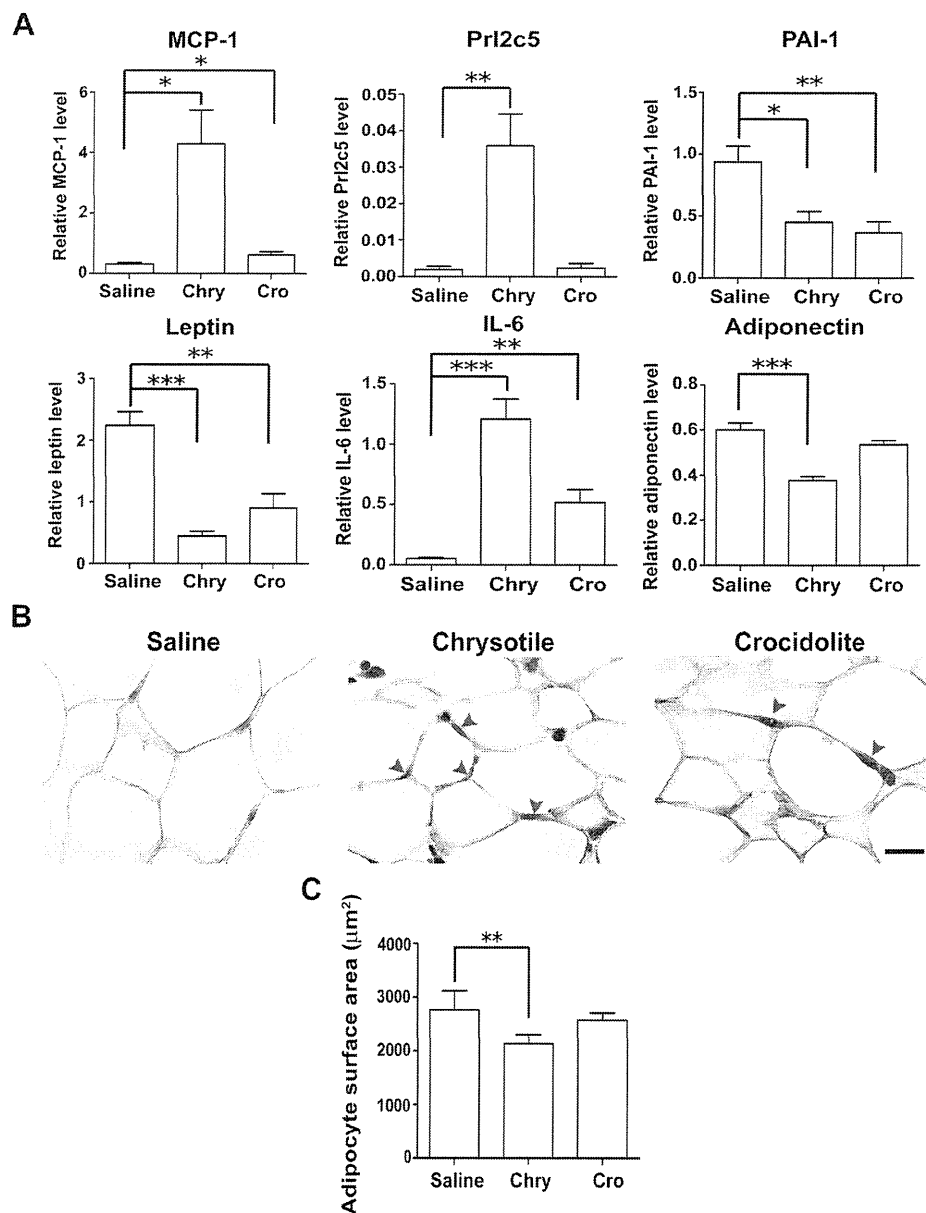 A
MCP-1
Relative MCP-1 level
6
4
2
0
*
*
Saline Chry Cro
Prl2c5
Relative Prl2c5 level
0.05
0.04
0.03
0.02
0.01
0.00
**
Saline Chry Cro
PAI-1
Relative PAI-1 level
1.5
1.0
0.5
0.0
**
*
Saline Chry Cro
Leptin
Relative leptin level
3
2
1
0
**
***
Saline Chry Cro
IL-6
Relative IL-6 level
1.5
1.0
0.5
0.0
**
***
Saline Chry Cro
Adiponectin
Relative adiponectin level
0.8
0.6
0.4
0.2
0.0
***
Saline Chry Cro
B
Saline Chrysotile Crocidolite
C
Adipocyte surface area (µm²)
4000
3000
2000
1000
0
**
Saline Chry Cro